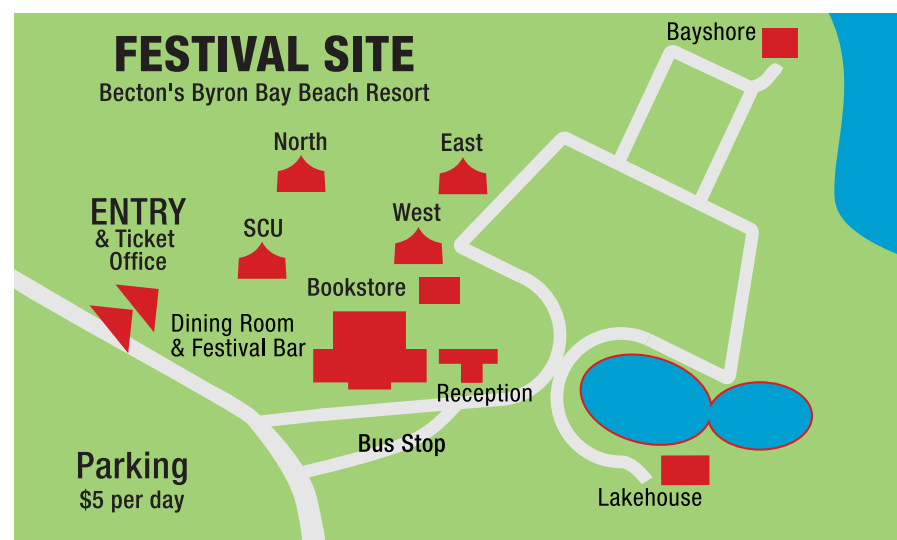 FESTIVAL SITE
Becton's Byron Bay Beach Resort
Bayshore
North
East
ENTRY
& Ticket
Office
SCU
West
Bookstore
Dining Room
& Festival Bar
Reception
Bus Stop
Parking
$5 per day
Lakehouse